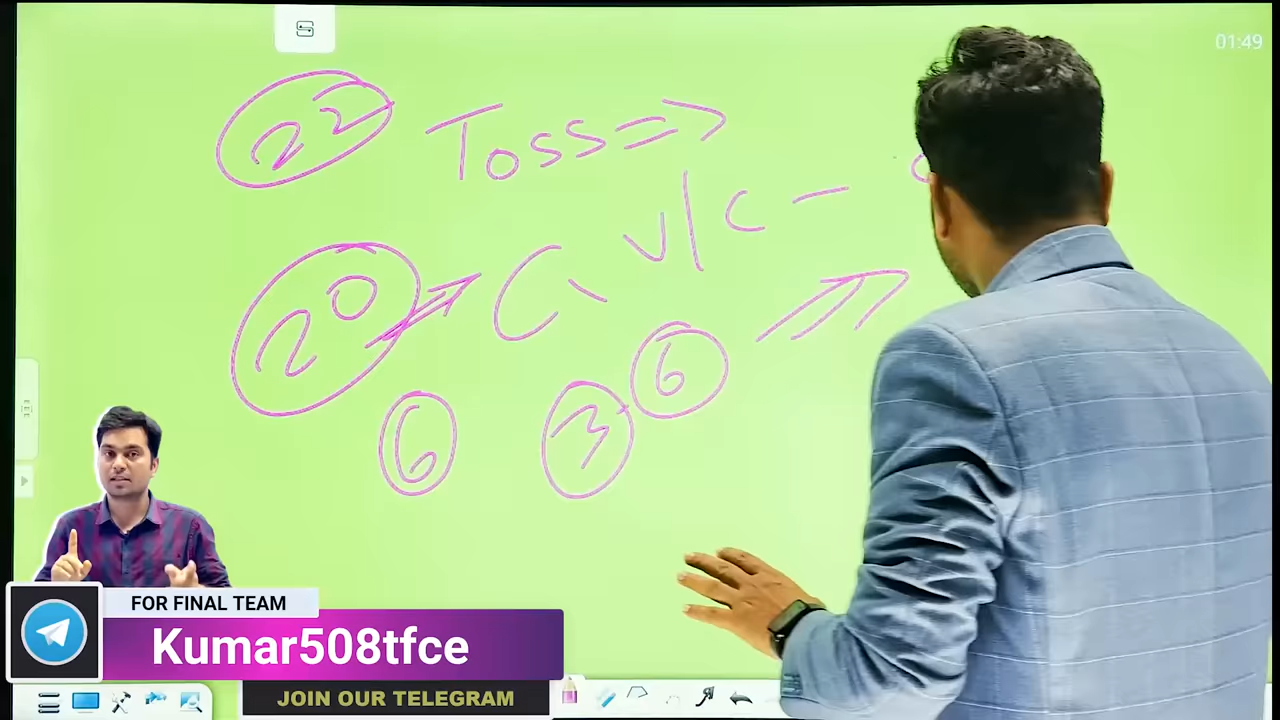 01:49
22 Toss =>
V/C -
20 C
6 3 6
FOR FINAL TEAM
Kumar508tfce
JOIN OUR TELEGRAM